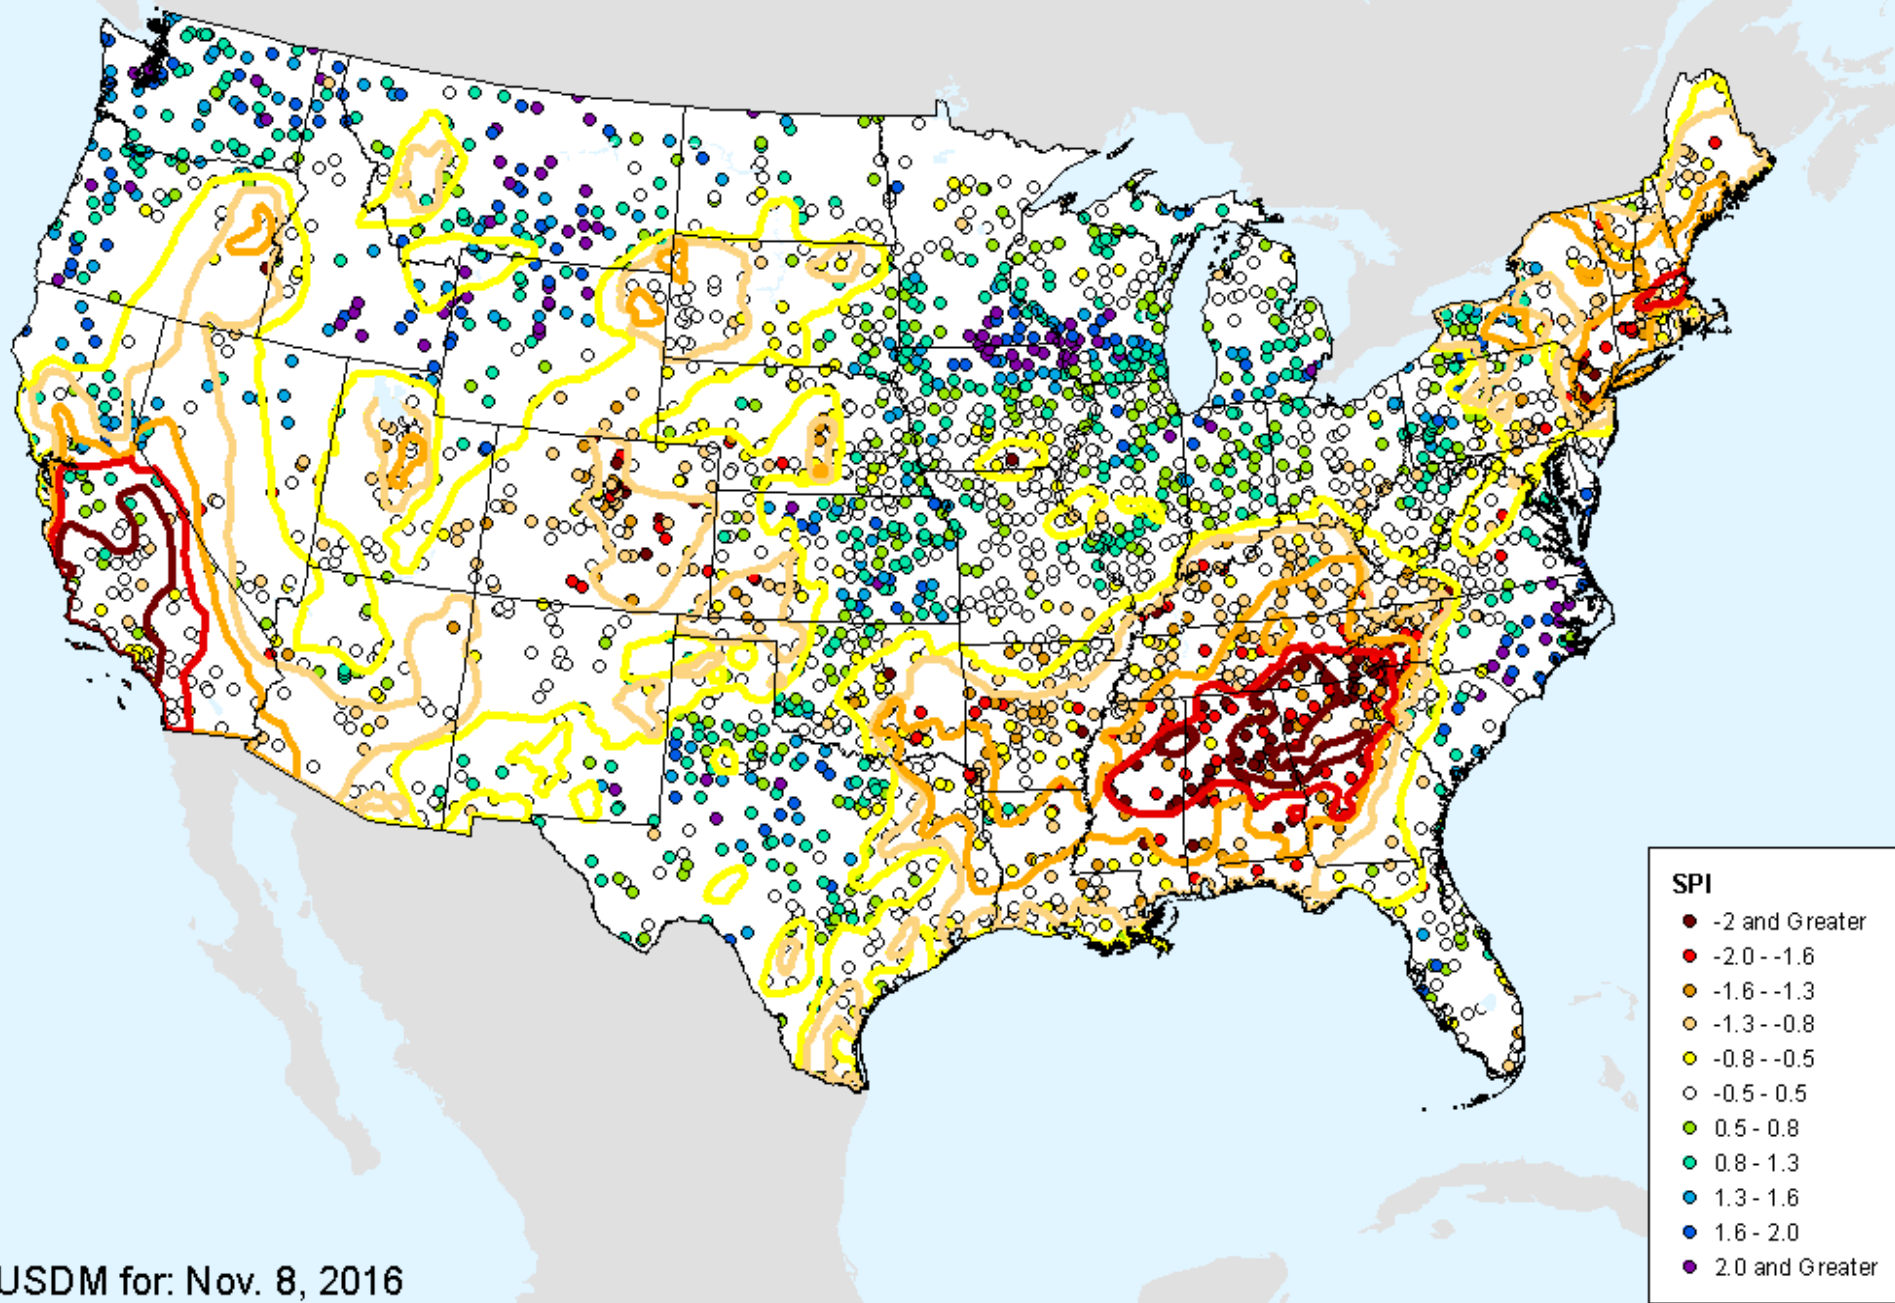 SPI
-2 and Greater
-2.0 - -1.6
-1.6 - -1.3
-1.3 - -0.8
-0.8 - -0.5
-0.5 - 0.5
0.5 - 0.8
0.8 - 1.3
1.3 - 1.6
1.6 - 2.0
2.0 and Greater
USDM for: Nov. 8, 2016